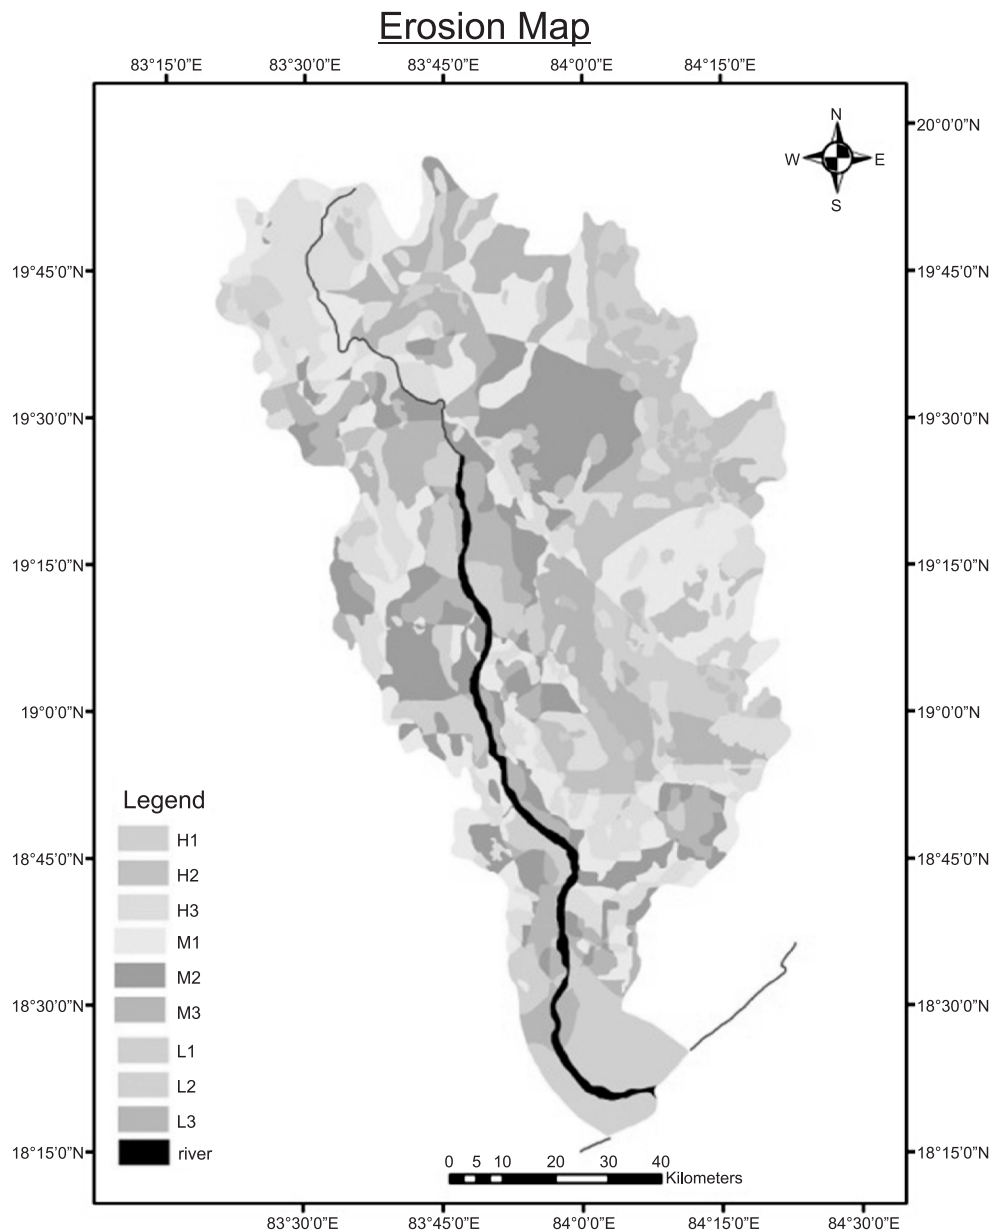 Erosion Map
83°15'0"E 83°30'0"E 83°45'0"E 84°0'0"E 84°15'0"E
N
20°0'0"N
W E
S
19°45'0"N 19°45'0"N
19°30'0"N 19°30'0"N
19°15'0"N 19°15'0"N
19°0'0"N 19°0'0"N
Legend
H1
18°45'0"N 18°45'0"N
H2
H3
M1
M2
18°30'0"N 18°30'0"N
M3
L1
L2
L3
18°15'0"N river 18°15'0"N
0 5 10 20 30 40
Kilometers
83°30'0"E 83°45'0"E 84°0'0"E 84°15'0"E 84°30'0"E